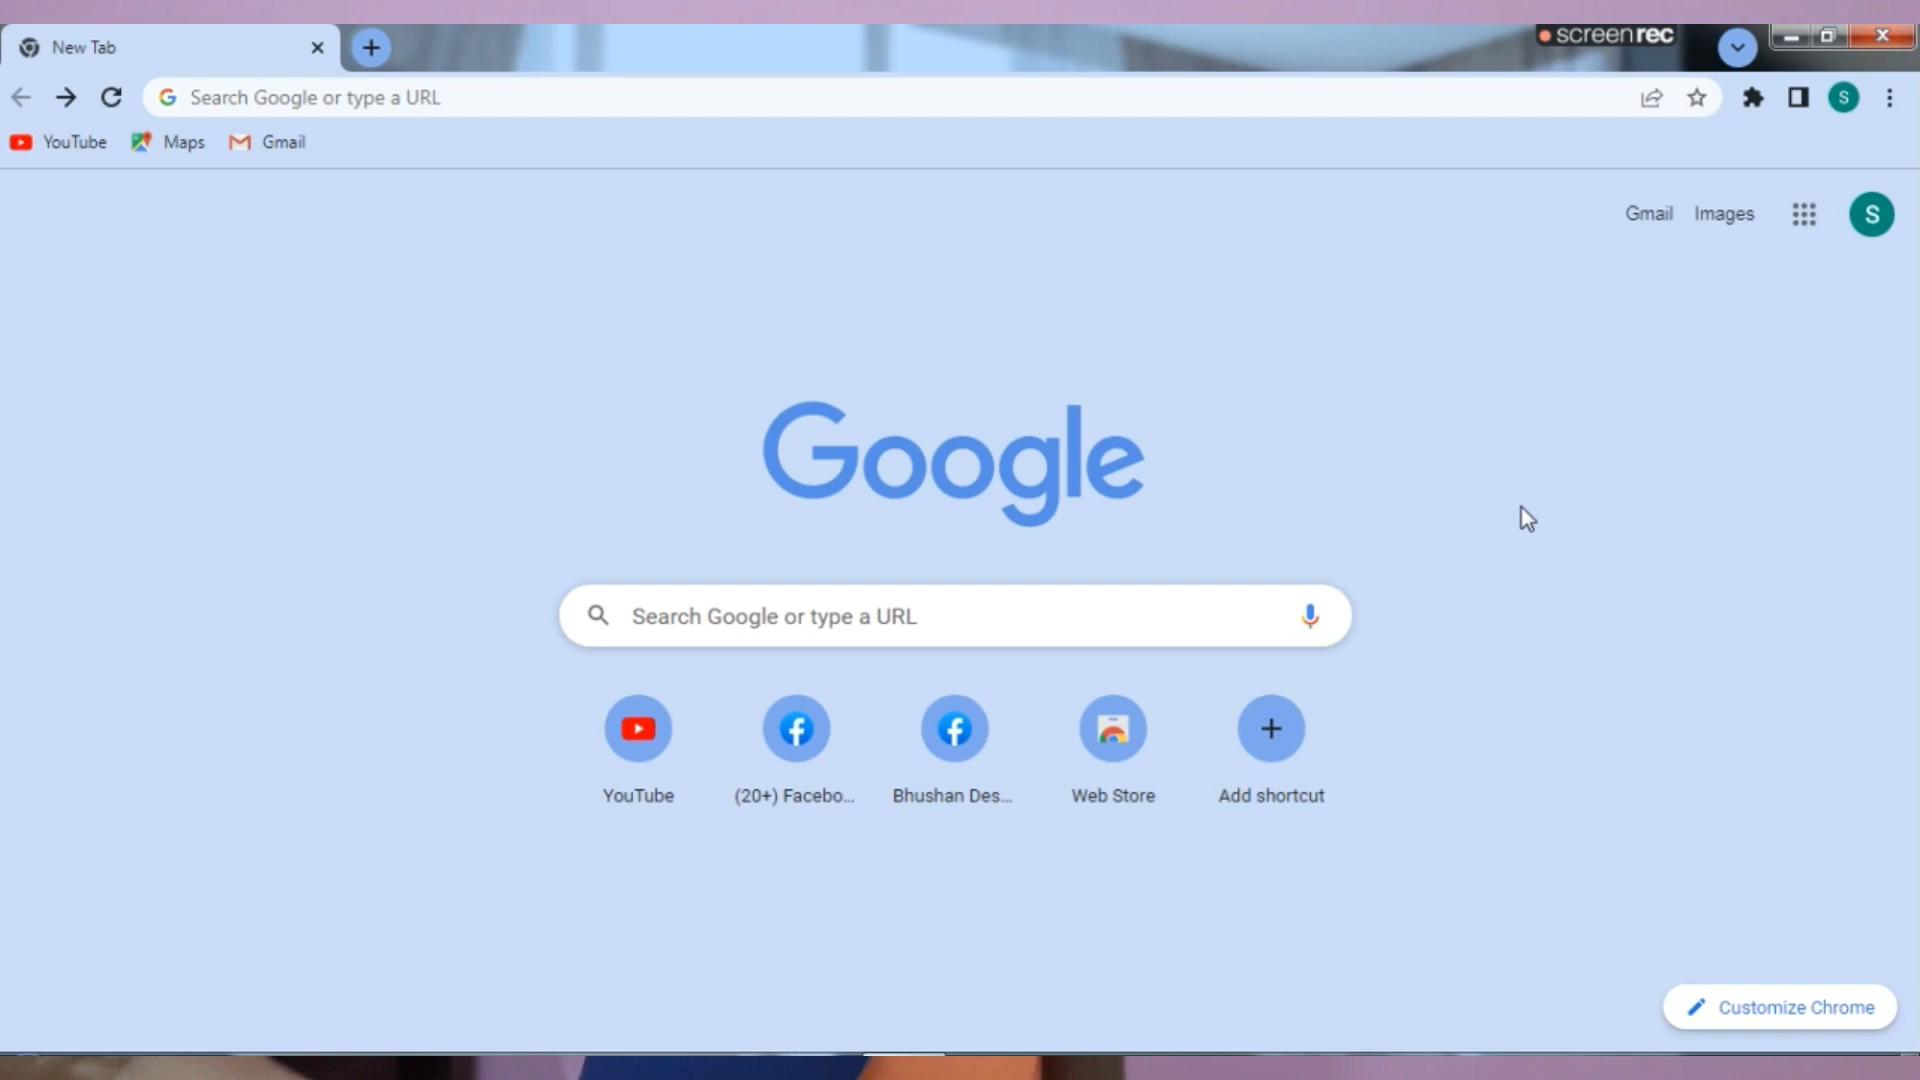 New Tab
screenrec
Search Google or type a URL
S
YouTube
Maps
Gmail
Gmail
Images
S
Google
Search Google or type a URL
YouTube
(20+) Facebo...
Bhushan Des...
Web Store
Add shortcut
Customize Chrome